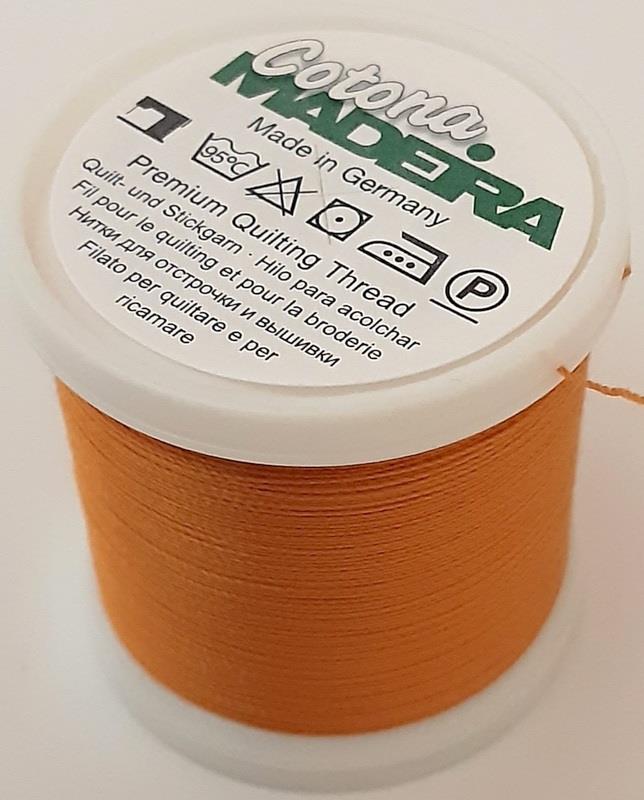 Cotona
MADEIRA
Made in Germany
95°C
P
Premium Quilting Thread
Quilt- und Stickgarn · Hilo para acolchar
Fil pour le quilting et pour la broderie
Нитки для отстрочки и вышивки
Filato per quiltare e per
ricamare